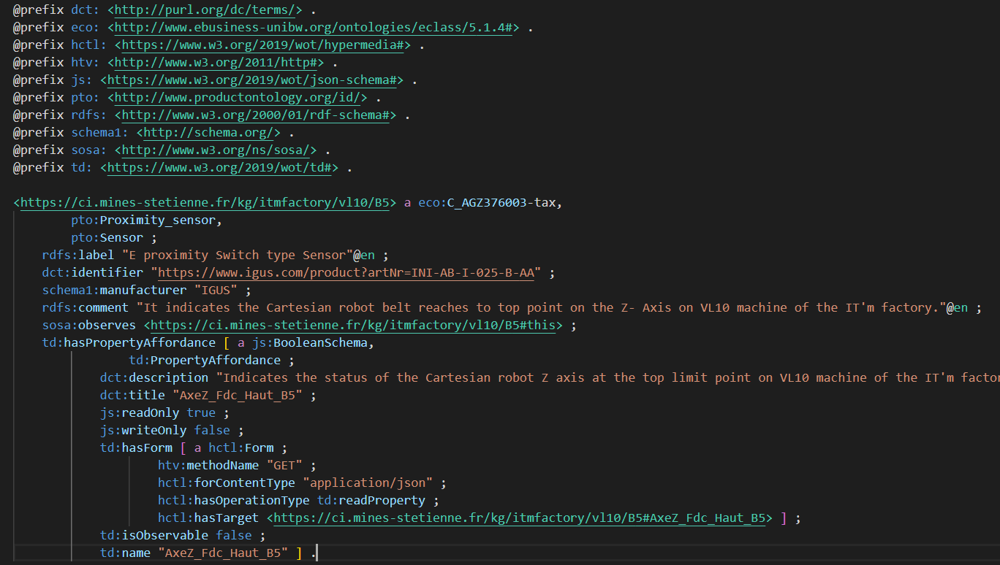 @prefix dct: <http://purl.org/dc/terms/> .
@prefix eco: <http://www.ebusiness-unibw.org/ontologies/eclass/5.1.4#> .
@prefix hctl: <https://www.w3.org/2019/wot/hypermedia#> .
@prefix htv: <http://www.w3.org/2011/http#> .
@prefix js: <https://www.w3.org/2019/wot/json-schema#> .
@prefix pto: <http://www.productontology.org/id/> .
@prefix rdfs: <http://www.w3.org/2000/01/rdf-schema#> .
@prefix schema1: <http://schema.org/> .
@prefix sosa: <http://www.w3.org/ns/sosa/> .
@prefix td: <https://www.w3.org/2019/wot/td#> .

<https://ci.mines-stetienne.fr/kg/itmfactory/vl10/B5> a eco:C_AGZ376003-tax,
        pto:Proximity_sensor,
        pto:Sensor ;
    rdfs:label "E proximity Switch type Sensor"@en ;
    dct:identifier "https://www.igus.com/product?artNr=INI-AB-I-025-B-AA" ;
    schema1:manufacturer "IGUS" ;
    rdfs:comment "It indicates the Cartesian robot belt reaches to top point on the Z- Axis on VL10 machine of the IT'm factory."@en ;
    sosa:observes <https://ci.mines-stetienne.fr/kg/itmfactory/vl10/B5#this> ;
    td:hasPropertyAffordance [ a js:BooleanSchema,
                td:PropertyAffordance ;
            dct:description "Indicates the status of the Cartesian robot Z axis at the top limit point on VL10 machine of the IT'm factor
            dct:title "AxeZ_Fdc_Haut_B5" ;
            js:readOnly true ;
            js:writeOnly false ;
            td:hasForm [ a hctl:Form ;
                    htv:methodName "GET" ;
                    hctl:forContentType "application/json" ;
                    hctl:hasOperationType td:readProperty ;
                    hctl:hasTarget <https://ci.mines-stetienne.fr/kg/itmfactory/vl10/B5#AxeZ_Fdc_Haut_B5> ] ;
            td:isObservable false ;
            td:name "AxeZ_Fdc_Haut_B5" ] .